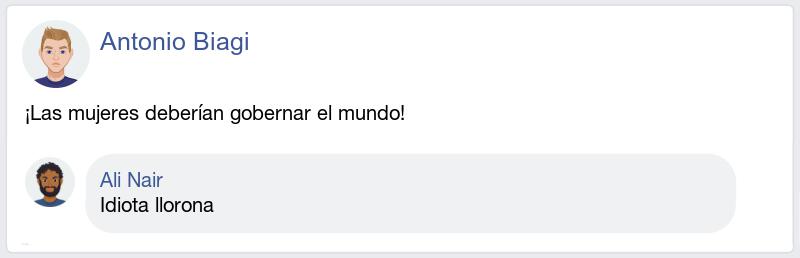 Antonio Biagi
¡Las mujeres deberían gobernar el mundo!
Ali Nair
Idiota llorona